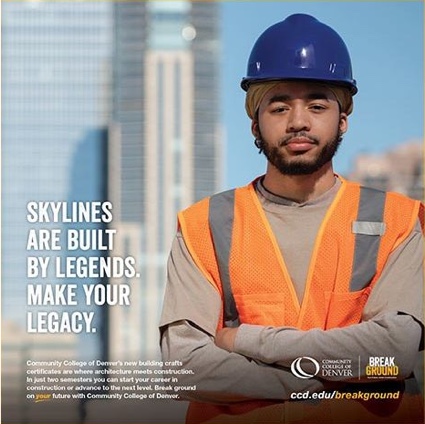 SKYLINES
ARE BUILT
BY LEGENDS.
MAKE YOUR
LEGACY.
Community College of Denver's new building crafts
certificates are where architecture meets construction.
In just two semesters you can start your career in
construction or advance to the next level. Break ground
on your future with Community College of Denver.
COMMUNITY
COLLEGE OF
DENVER
BREAK
GROUND
ccd.edu/breakground